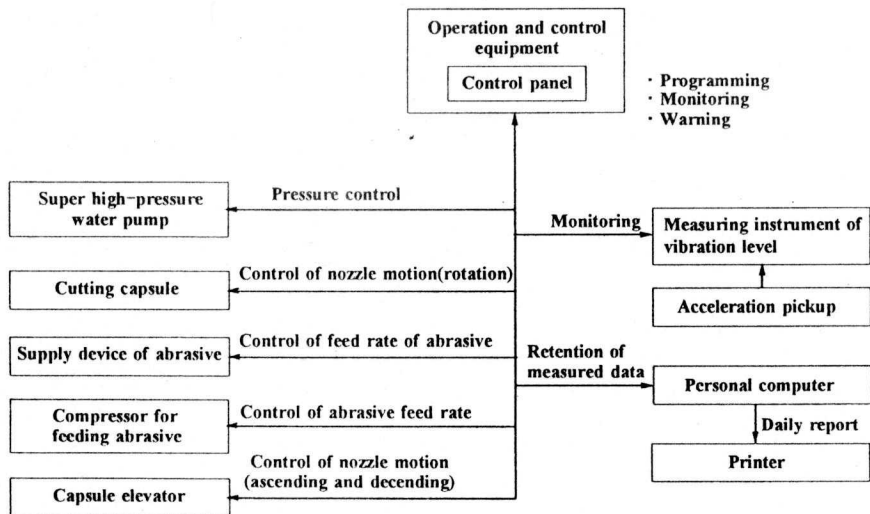 Operation and control
equipment
Control panel
· Programming
· Monitoring
· Warning
Super high-pressure
water pump
Pressure control
Monitoring
Measuring instrument of
vibration level
Cutting capsule
Control of nozzle motion(rotation)
Acceleration pickup
Supply device of abrasive
Control of feed rate of abrasive
Retention of
measured data
Personal computer
Compressor for
feeding abrasive
Control of abrasive feed rate
Daily report
Printer
Control of nozzle motion
(ascending and decending)
Capsule elevator